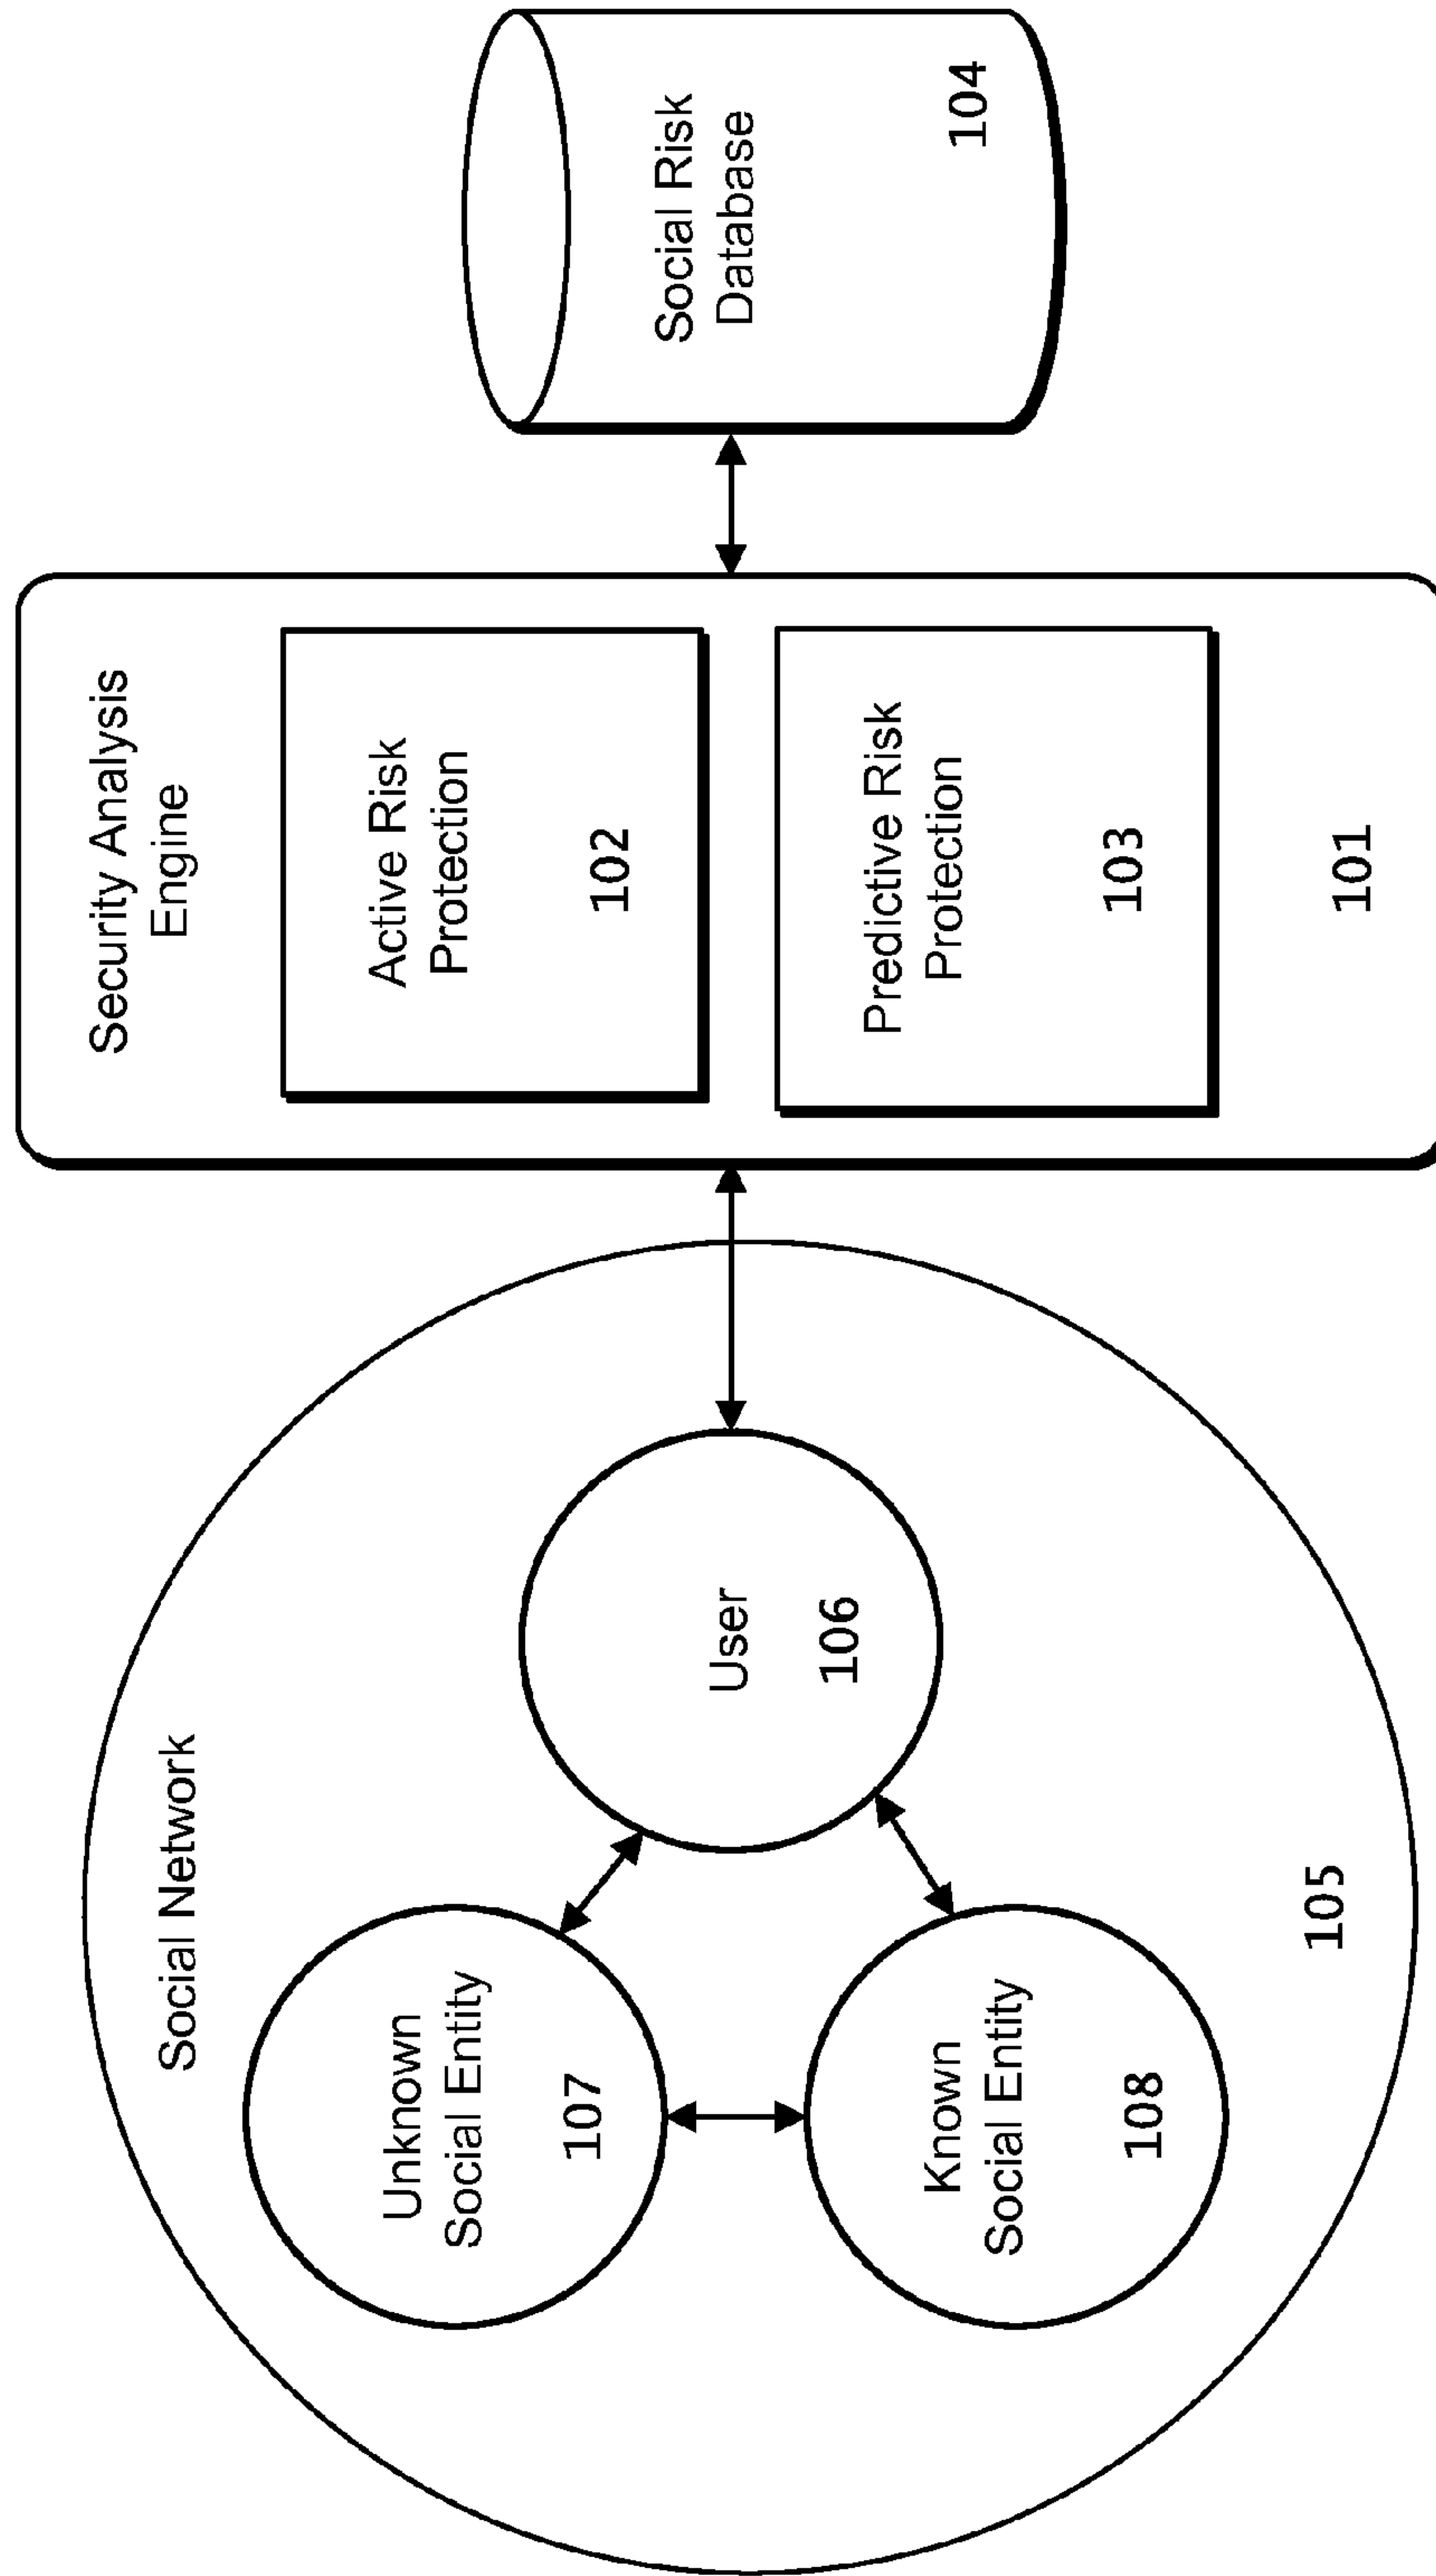 Social Network
Unknown
Social Entity
107
Known
Social Entity
108
User
106
105
Security Analysis
Engine
Active Risk
Protection
102
Predictive Risk
Protection
103
101
Social Risk
Database
104